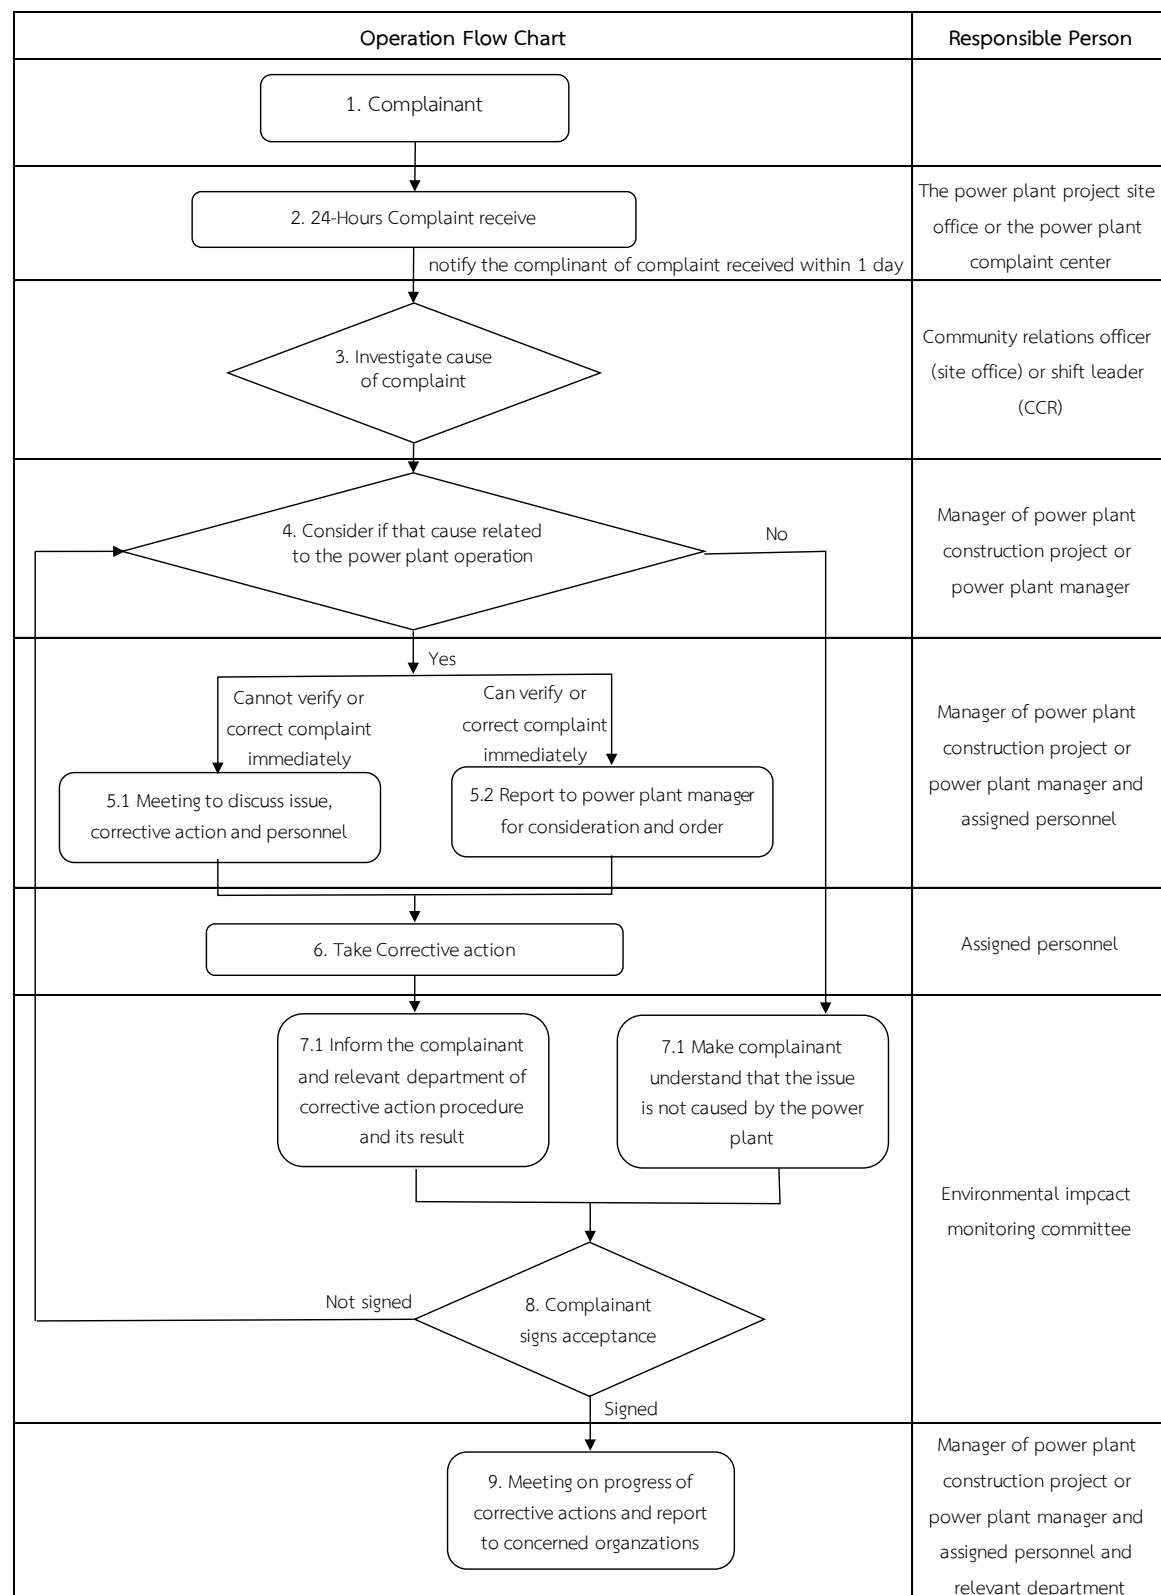 Operation Flow Chart
Responsible Person
1. Complainant
2. 24-Hours Complaint receive
The power plant project site
office or the power plant
complaint center
notify the complinant of complaint received within 1 day
3. Investigate cause
of complaint
Community relations officer
(site office) or shift leader
(CCR)
4. Consider if that cause related
to the power plant operation
No
Manager of power plant
construction project or
power plant manager
Yes
Cannot verify or
correct complaint
immediately
Can verify or
correct complaint
immediately
5.1 Meeting to discuss issue,
corrective action and personnel
5.2 Report to power plant manager
for consideration and order
Manager of power plant
construction project or
power plant manager and
assigned personnel
6. Take Corrective action
Assigned personnel
7.1 Inform the complainant
and relevant department of
corrective action procedure
and its result
7.1 Make complainant
understand that the issue
is not caused by the power
plant
Environmental impcact
monitoring committee
Not signed
8. Complainant
signs acceptance
Signed
9. Meeting on progress of
corrective actions and report
to concerned organzations
Manager of power plant
construction project or
power plant manager and
assigned personnel and
relevant department